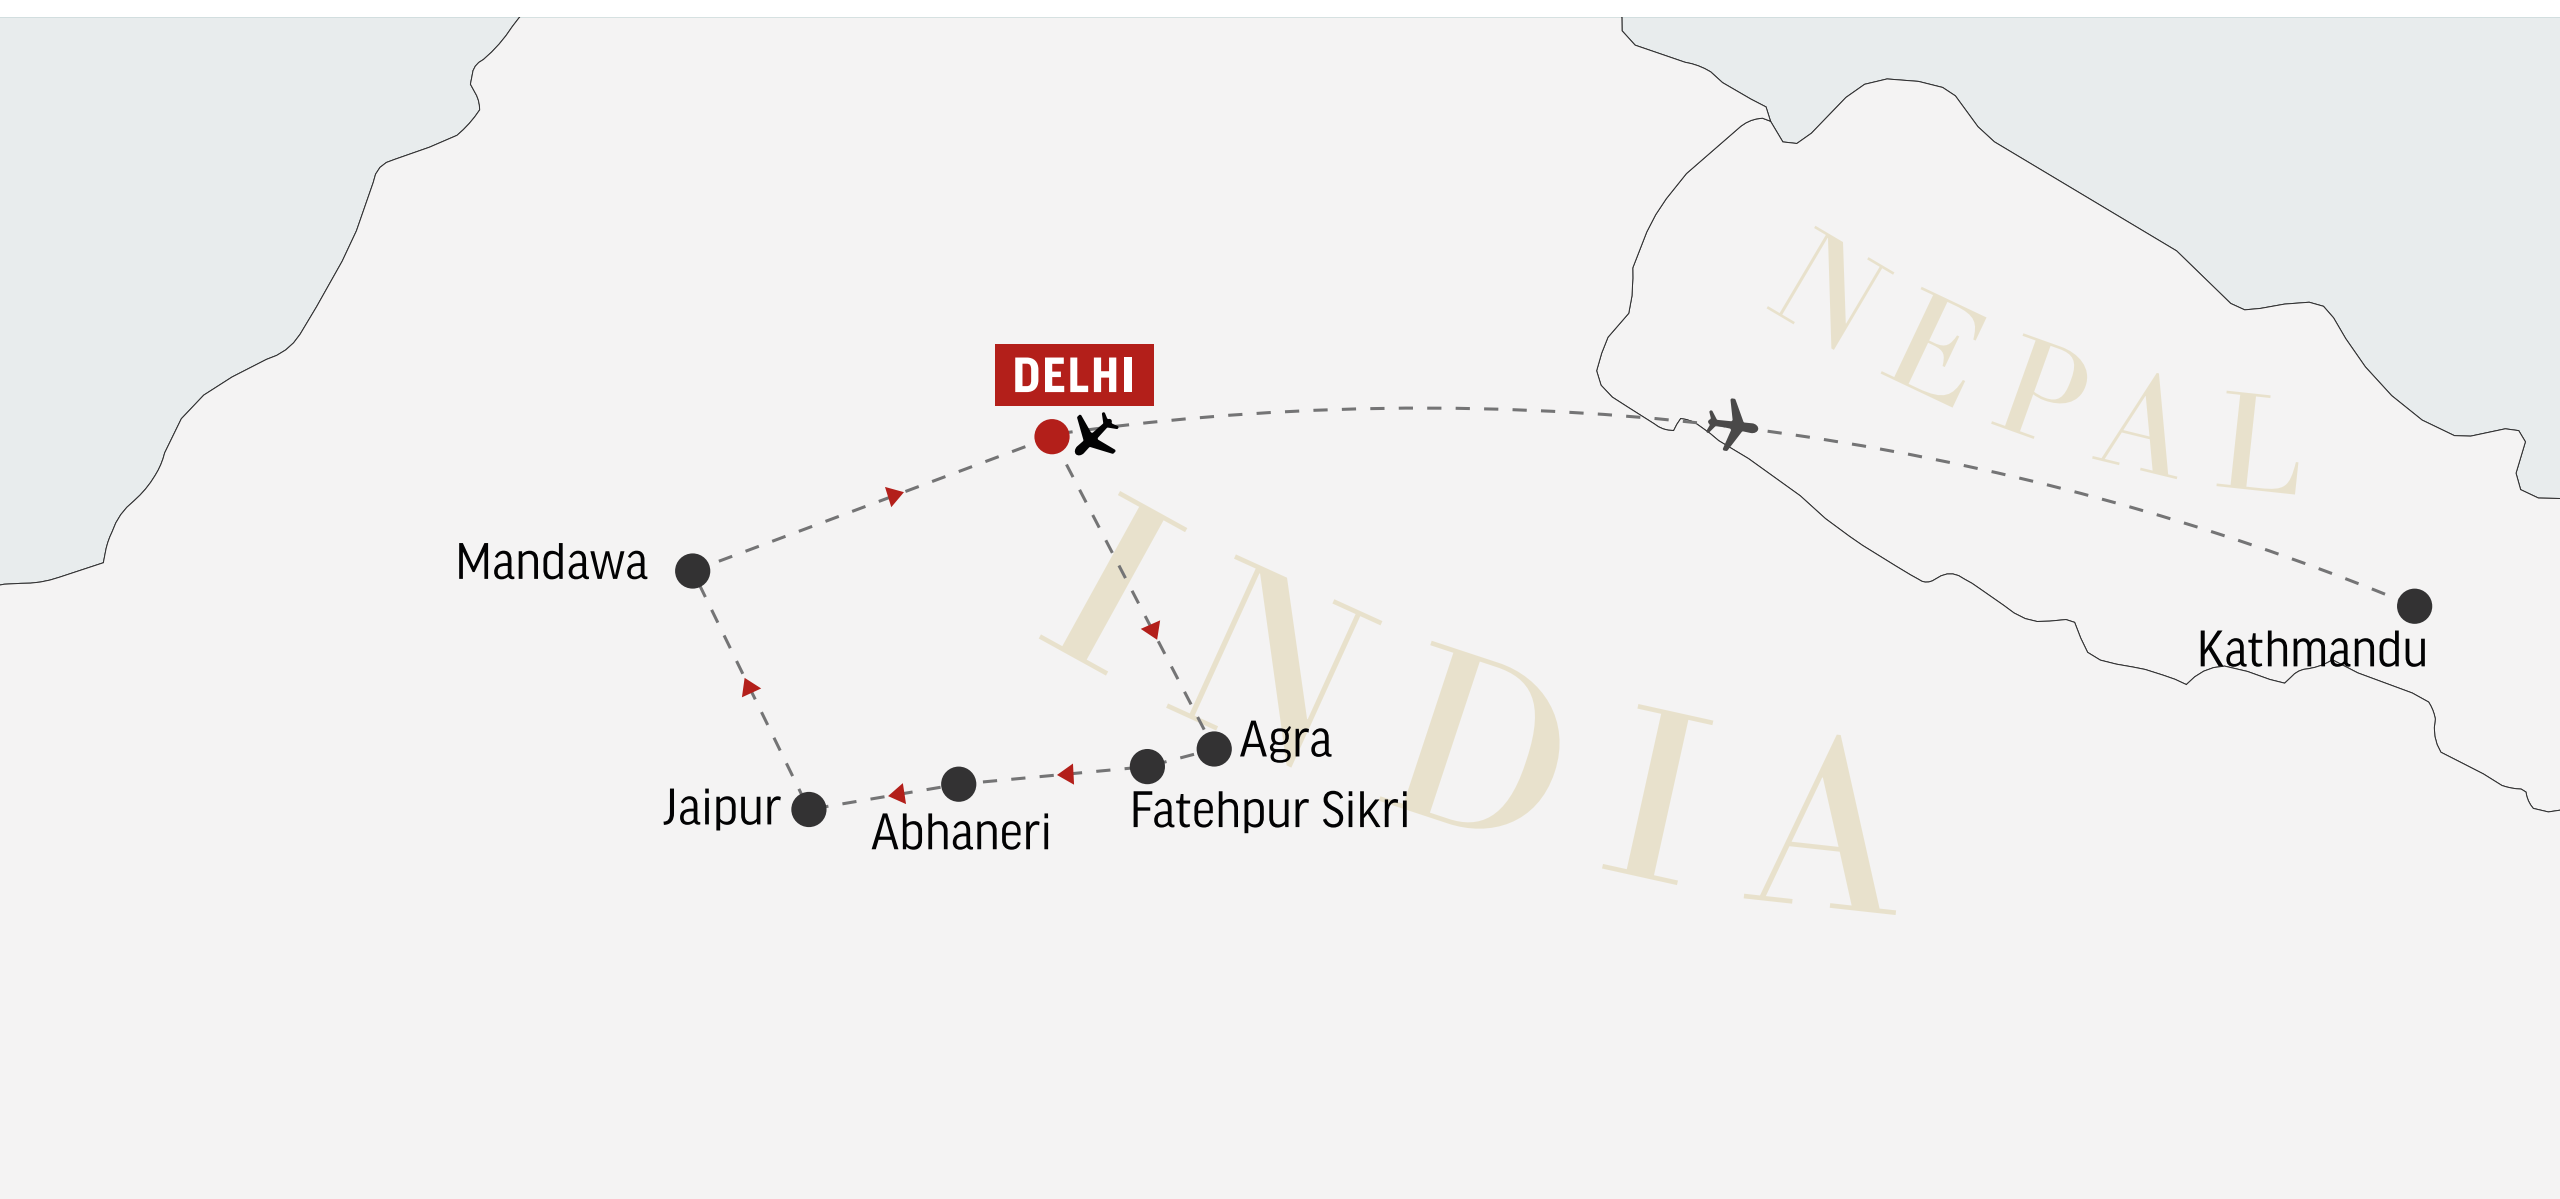 NEPAL
DELHI
INDIA
Mandawa
Kathmandu
Agra
Jaipur
Abhaneri
Fatehpur Sikri